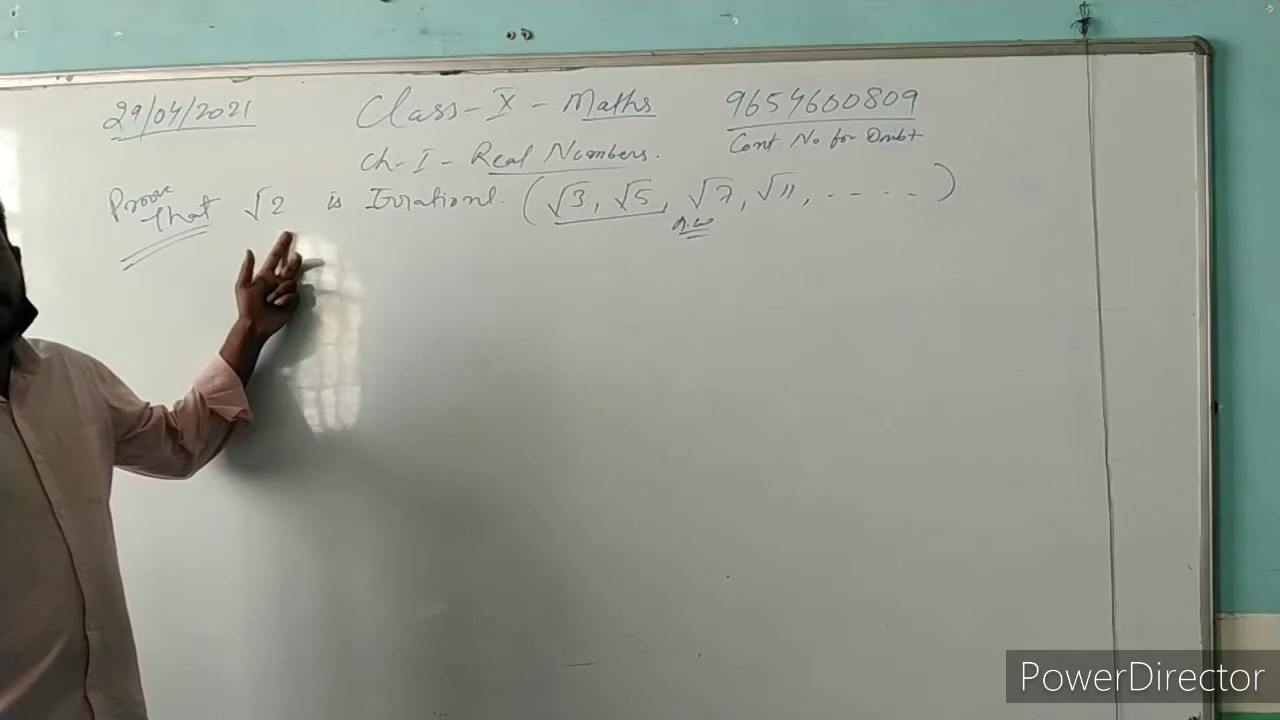 29/04/2021 Class - X - Maths 9654600809
Cont. No for Doubt
Ch-I - Real Numbers.
Prove that √2 is Irrational. (√3, √5, √7, √11, - - - - -)
H.W
PowerDirector